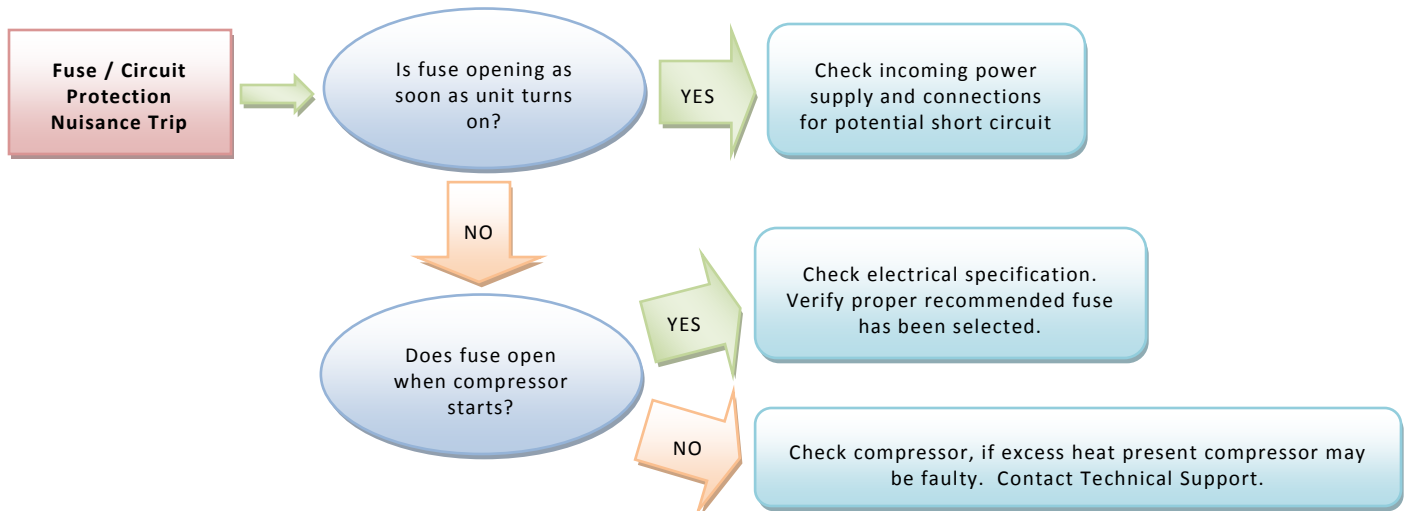 Fuse / Circuit
Protection
Nuisance Trip
Is fuse opening as
soon as unit turns
on?
YES
Check incoming power
supply and connections
for potential short circuit
NO
Does fuse open
when compressor
starts?
YES
Check electrical specification.
Verify proper recommended fuse
has been selected.
NO
Check compressor, if excess heat present compressor may
be faulty.  Contact Technical Support.